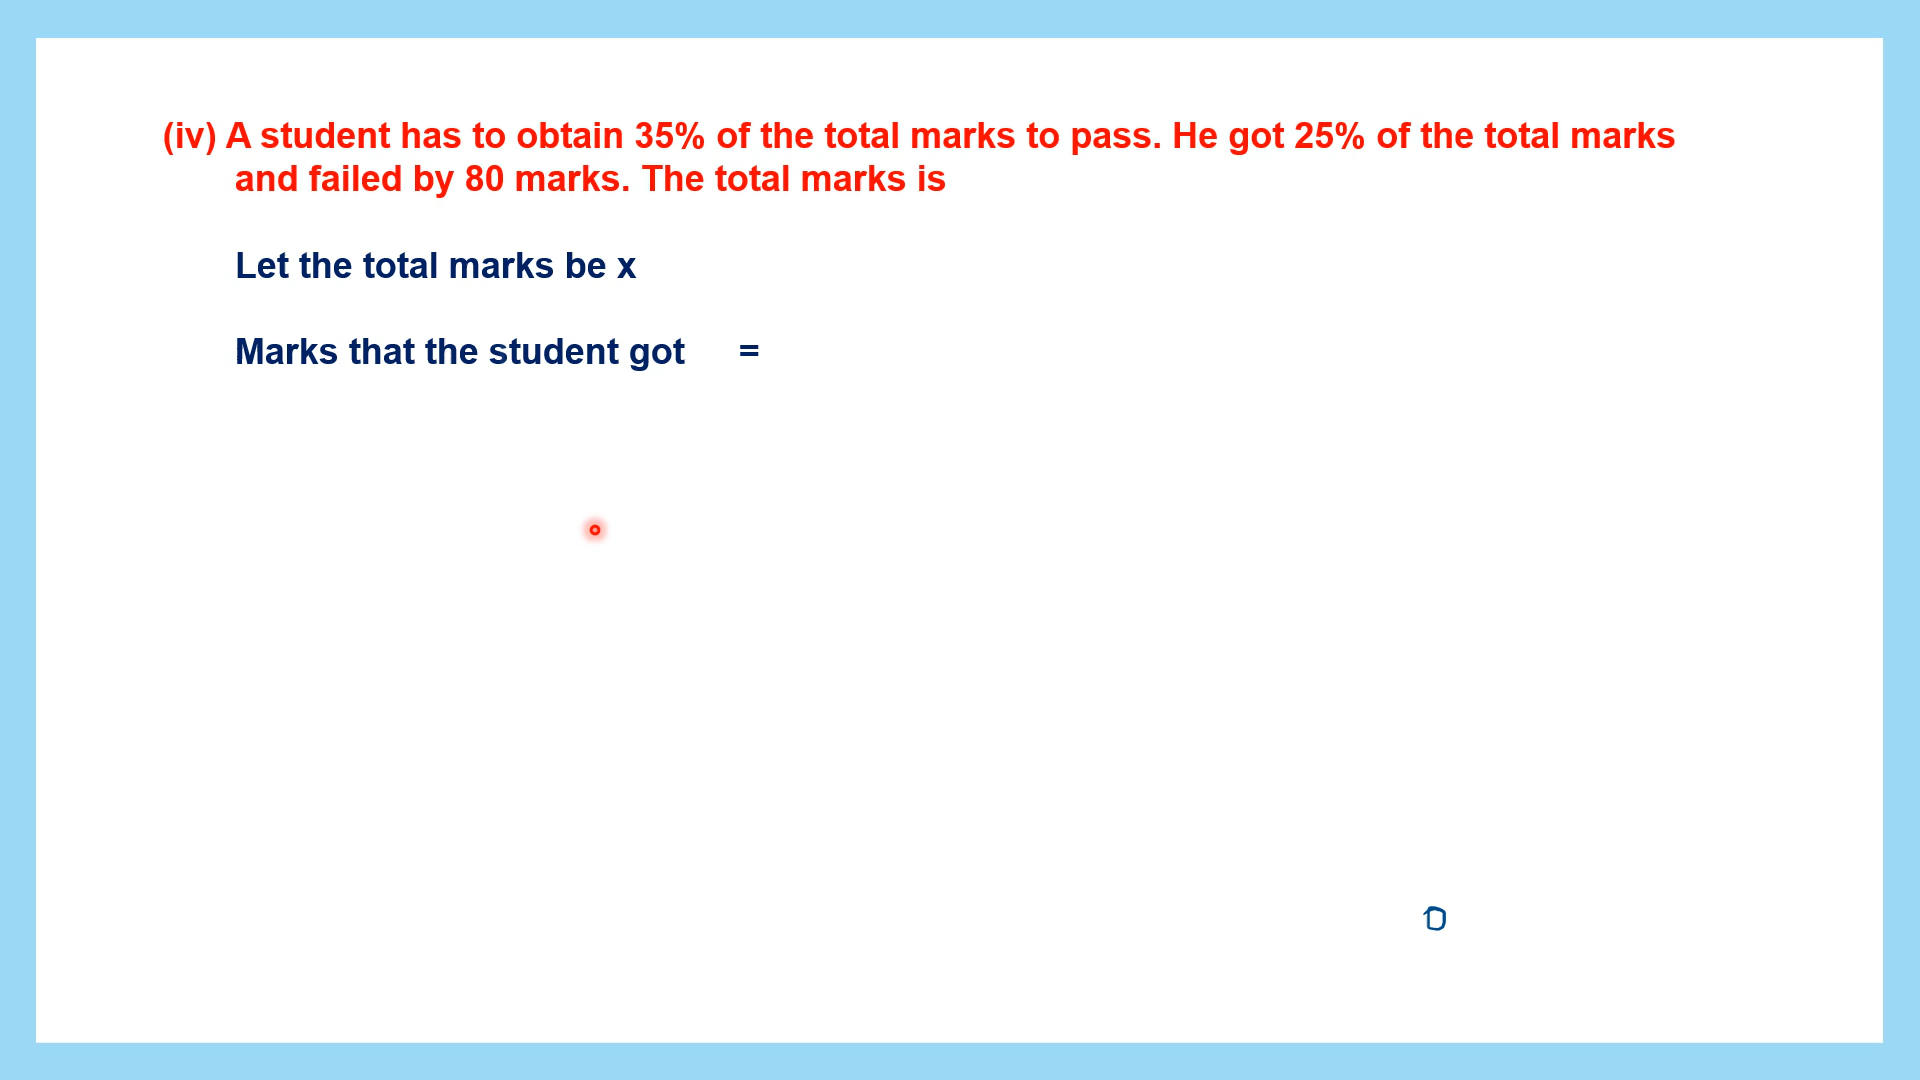 (iv) A student has to obtain 35% of the total marks to pass. He got 25% of the total marks
and failed by 80 marks. The total marks is
Let the total marks be x
Marks that the student got =